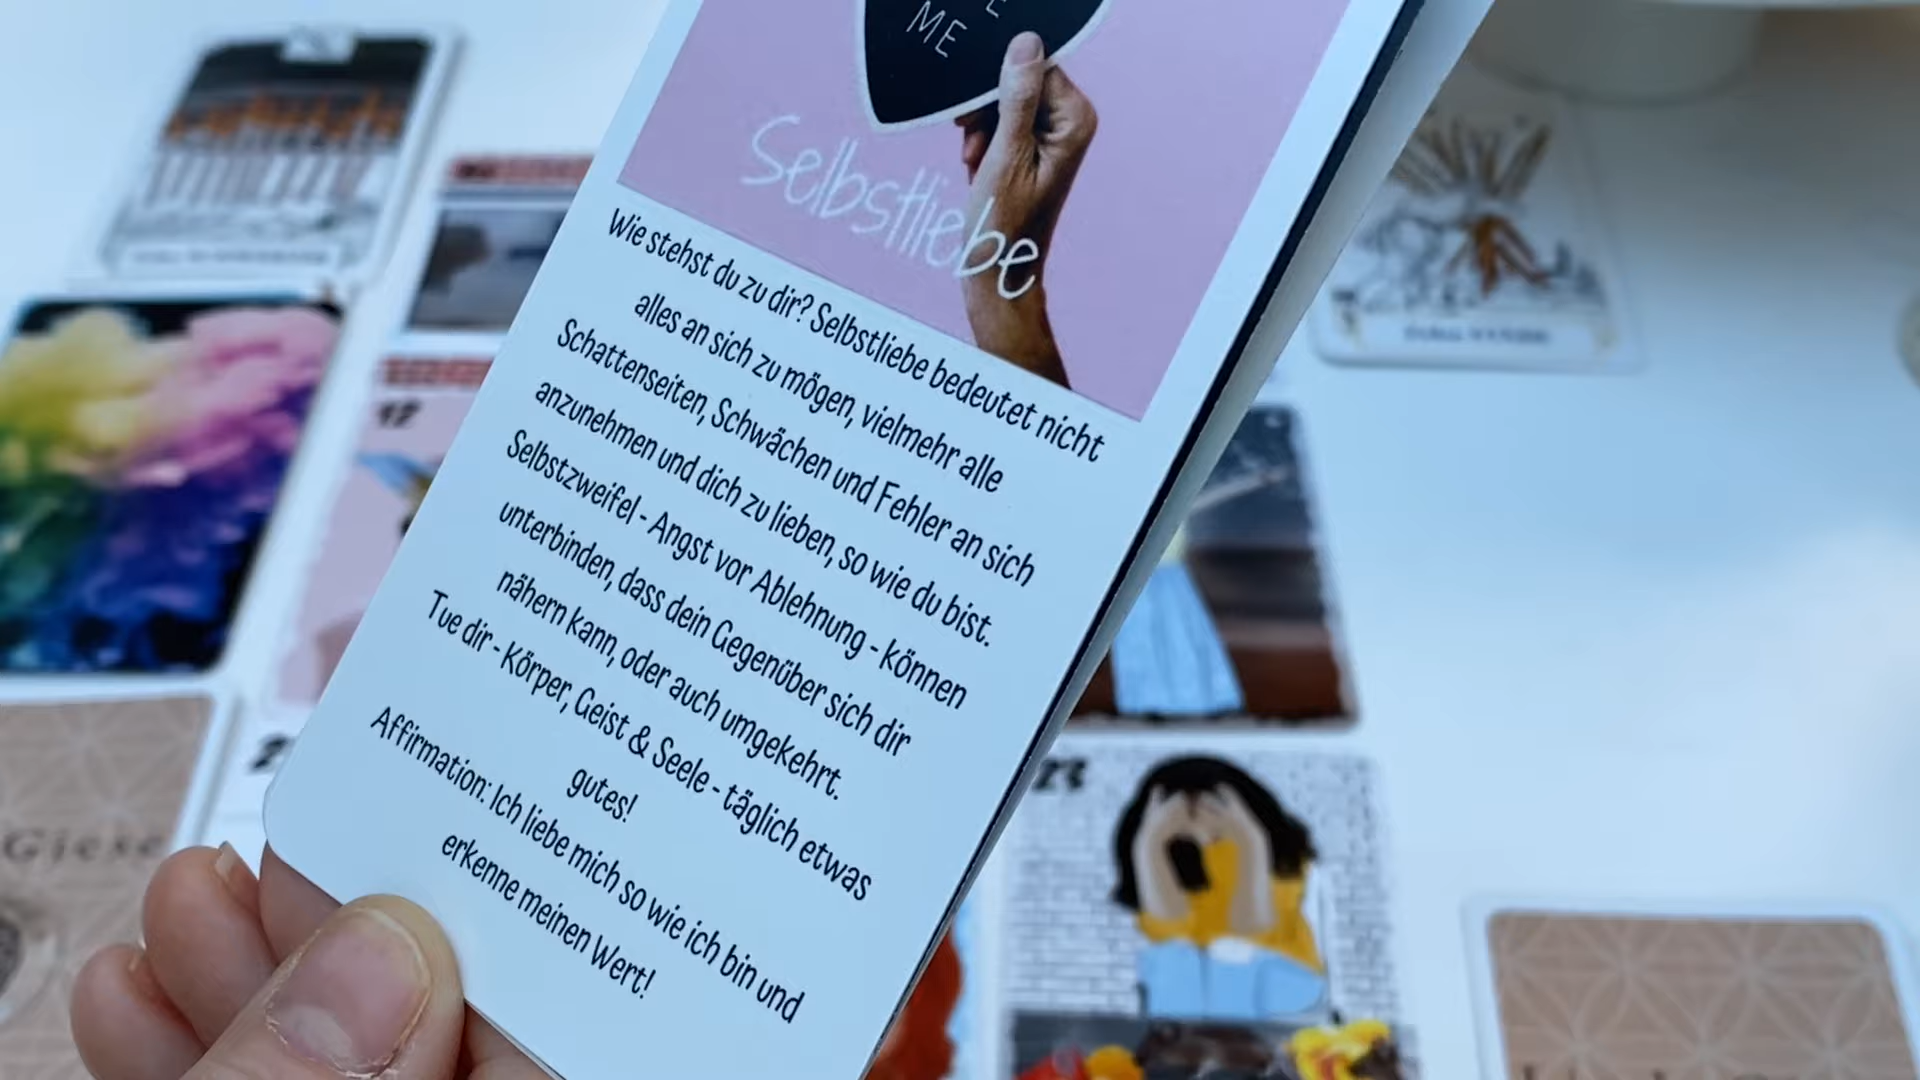 ME
Selbstliebe
Wie stehst du zu dir? Selbstliebe bedeutet nicht
alles an sich zu mögen, vielmehr alle
Schattenseiten, Schwächen und Fehler an sich
anzunehmen und dich zu lieben, so wie du bist.
Selbstzweifel - Angst vor Ablehnung - können
unterbinden, dass dein Gegenüber sich dir
nähern kann, oder auch umgekehrt.
Tue dir - Körper, Geist & Seele - täglich etwas
gutes!
Affirmation: Ich liebe mich so wie ich bin und
erkenne meinen Wert!
Giese
23